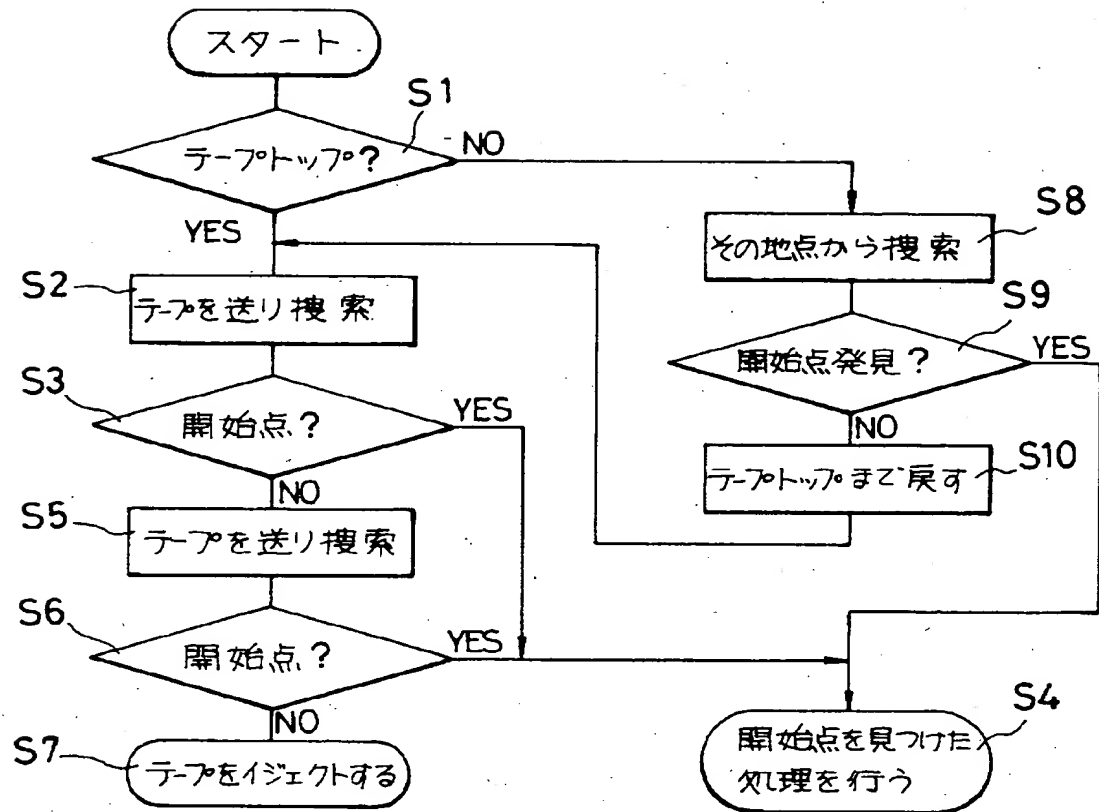 スタート
S1
テープトップ?
NO
YES
S8
その地点から捜索
S2
テープを送り捜索
S9
開始点発見?
YES
S3
開始点?
YES
NO
NO
S10
テープトップまで戻す
S5
テープを送り捜索
S6
開始点?
YES
NO
S4
開始点を見つけた
処理を行う
S7
テープをイジェクトする